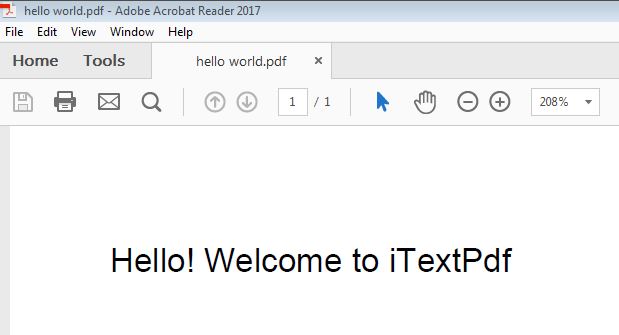 hello world.pdf - Adobe Acrobat Reader 2017
File Edit View Window Help
Home Tools hello world.pdf ×
1 / 1 208%
Hello! Welcome to iTextPdf